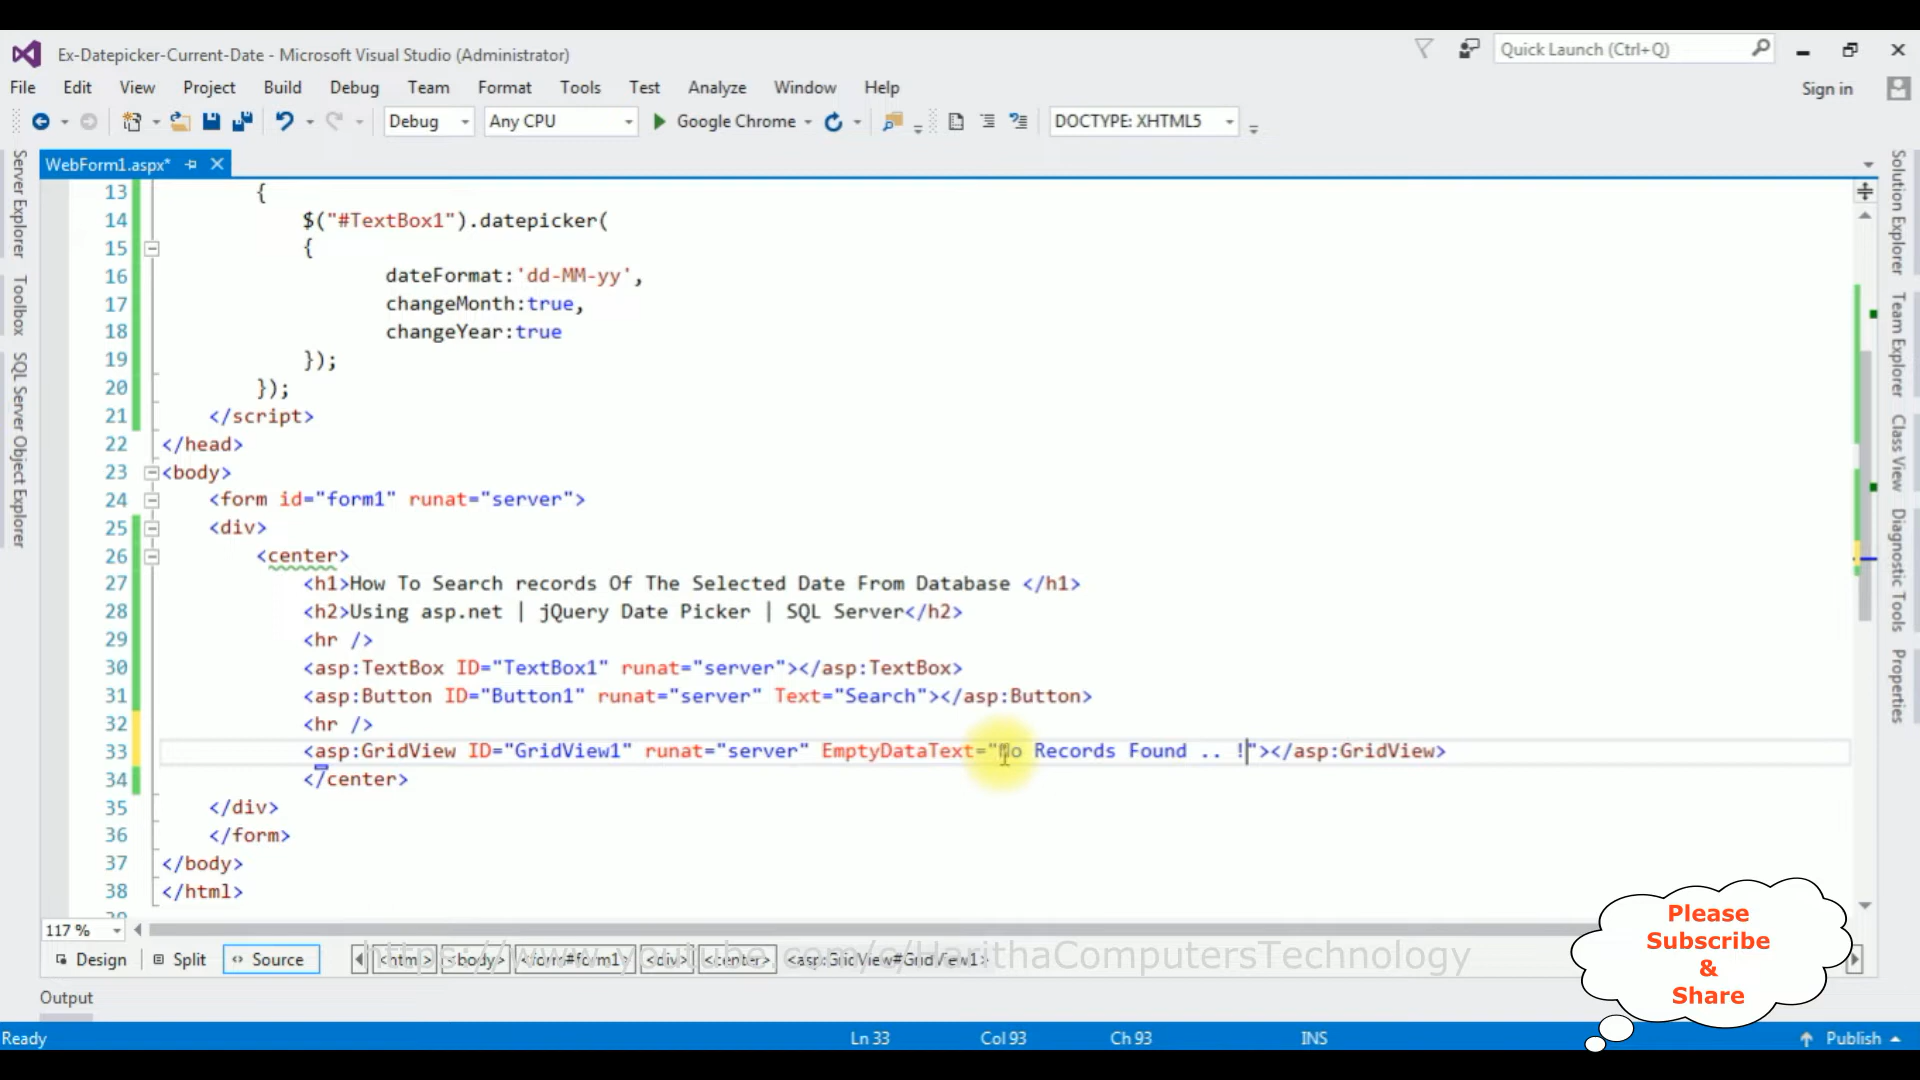 Ex-Datepicker-Current-Date - Microsoft Visual Studio (Administrator)
Quick Launch (Ctrl+Q)
File Edit View Project Build Debug Team Format Tools Test Analyze Window Help
Sign in
Debug Any CPU Google Chrome DOCTYPE: XHTML5
WebForm1.aspx*
Server Explorer
Toolbox
SQL Server Object Explorer
13 {
14 $("#TextBox1").datepicker(
15 {
16 dateFormat:'dd-MM-yy',
17 changeMonth:true,
18 changeYear:true
19 });
20 });
21 </script>
22 </head>
23 <body>
24 <form id="form1" runat="server">
25 <div>
26 <center>
27 <h1>How To Search records Of The Selected Date From Database </h1>
28 <h2>Using asp.net | jQuery Date Picker | SQL Server</h2>
29 <hr />
30 <asp:TextBox ID="TextBox1" runat="server"></asp:TextBox>
31 <asp:Button ID="Button1" runat="server" Text="Search"></asp:Button>
32 <hr />
33 <asp:GridView ID="GridView1" runat="server" EmptyDataText="No Records Found .. !"></asp:GridView>
34 </center>
35 </div>
36 </form>
37 </body>
38 </html>
Solution Explorer
Team Explorer
Class View
Diagnostic Tools
Properties
117 %
Design Split Source <html> <body> <form#form1> <div> <center> <asp:GridView#GridView1>
https://www.youtube.com/c/HarithaComputersTechnology
Please
Subscribe
&
Share
Output
Ready Ln 33 Col 93 Ch 93 INS Publish